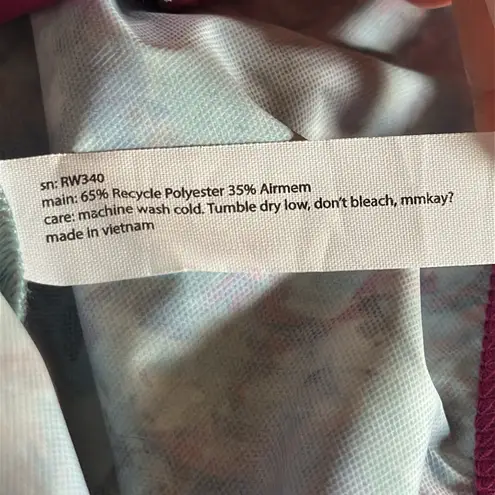 sn: RW340
main: 65% Recycle Polyester 35% Airmem
care: machine wash cold. Tumble dry low, don't bleach, mmkay?
made in vietnam